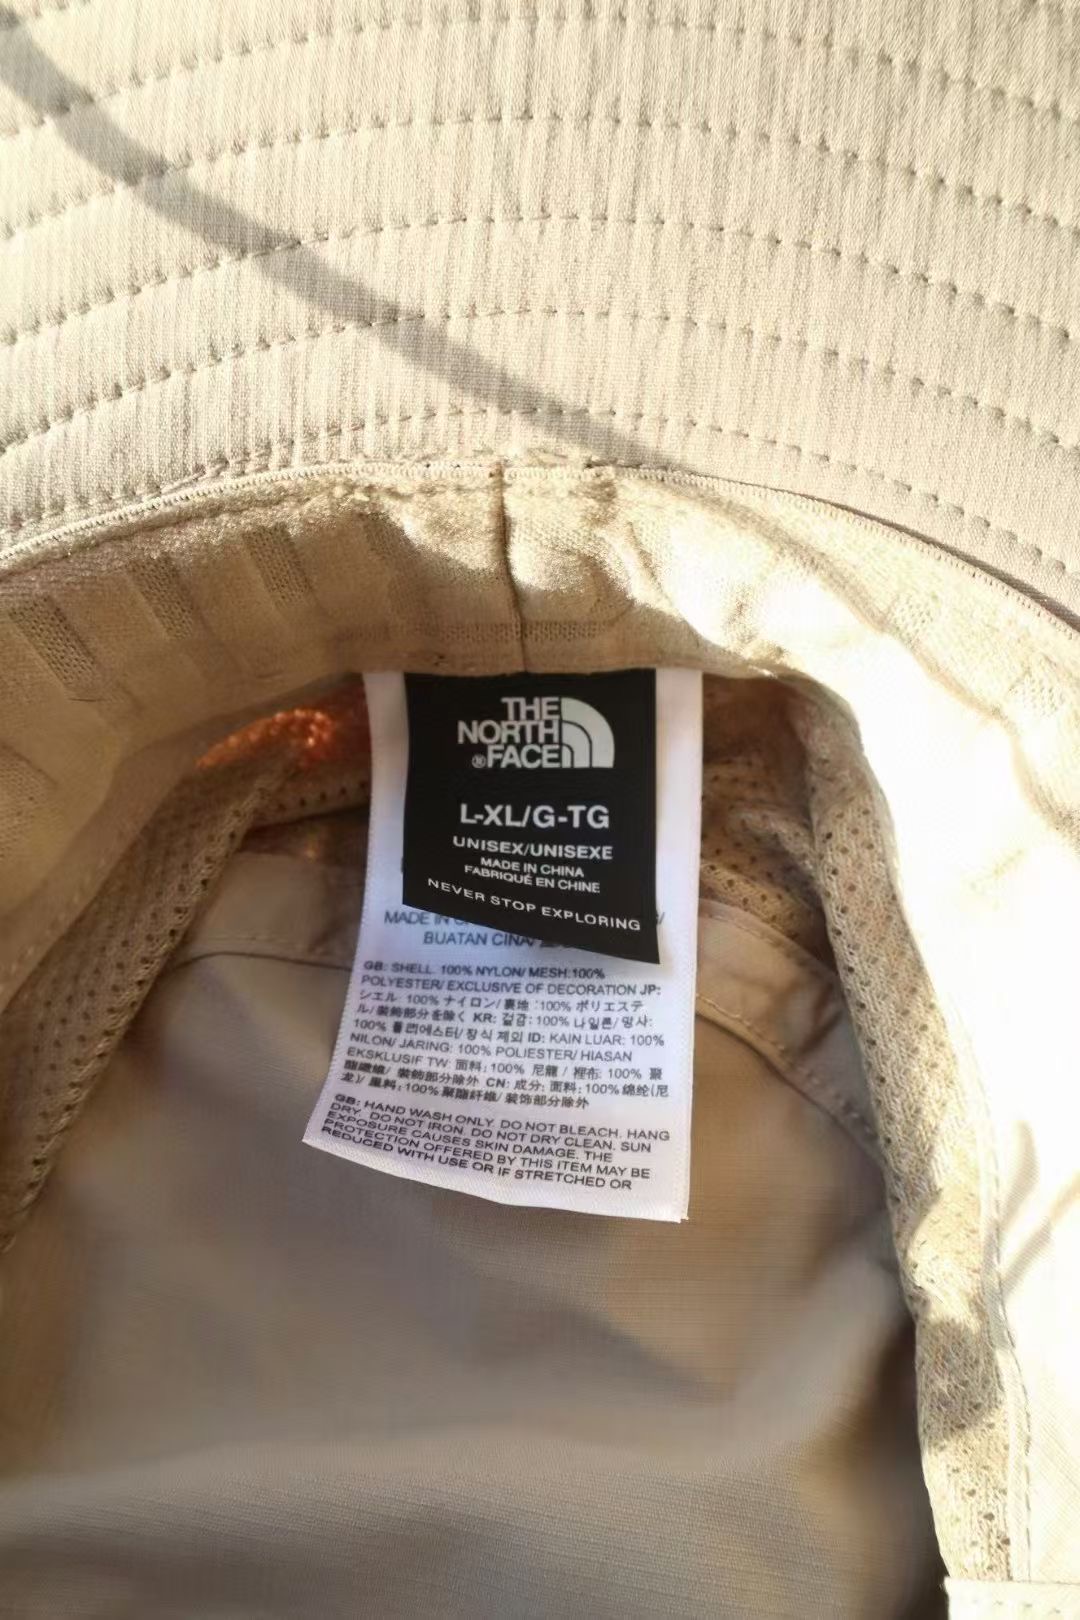 THE
NORTH
®FACE
L-XL/G-TG
UNISEX/UNISEXE
MADE IN CHINA
FABRIQUÉ EN CHINE
NEVER STOP EXPLORING
MADE IN
BUATAN CINA/
GB: SHELL: 100% NYLON/ MESH:100%
POLYESTER/ EXCLUSIVE OF DECORATION JP:
シエル: 100% ナイロン/ 裏地 :100% ポリエステ
ル/ 装飾部分を除く KR: 겉감: 100% 나일론/ 망사:
100% 폴리에스터/ 장식 제외 ID: KAIN LUAR: 100%
NILON/ JARING: 100% POLIESTER/ HIASAN
EKSKLUSIF TW: 面料: 100% 尼龍 / 裡布: 100% 聚
酯纖維/ 裝飾部分除外 CN: 成分: 面料: 100% 绵纶(尼
龙)/ 里料: 100% 聚酯纤维/ 装饰部分除外
GB: HAND WASH ONLY. DO NOT BLEACH. HANG
DRY. DO NOT IRON. DO NOT DRY CLEAN. SUN
EXPOSURE CAUSES SKIN DAMAGE. THE
PROTECTION OFFERED BY THIS ITEM MAY BE
REDUCED WITH USE OR IF STRETCHED OR